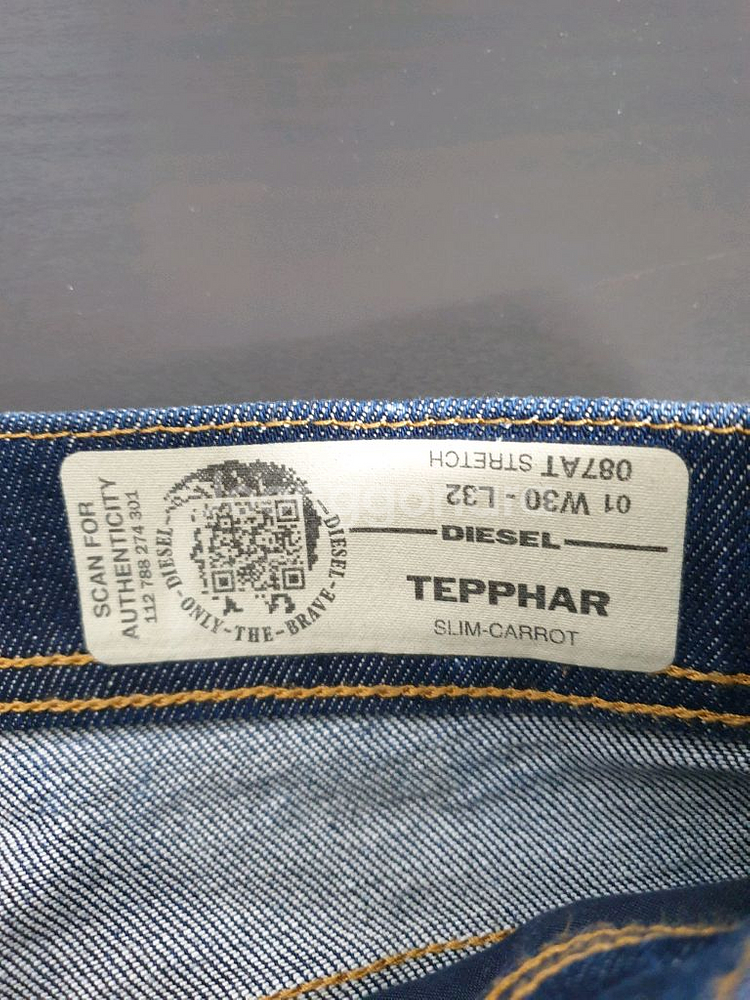 SCAN FOR
AUTHENTICITY
112 788 274 301
DIESEL-ONLY-THE-BRAVE-DIESEL
087AT STRETCH
01 W30 - L32
DIESEL
TEPPHAR
SLIM-CARROT